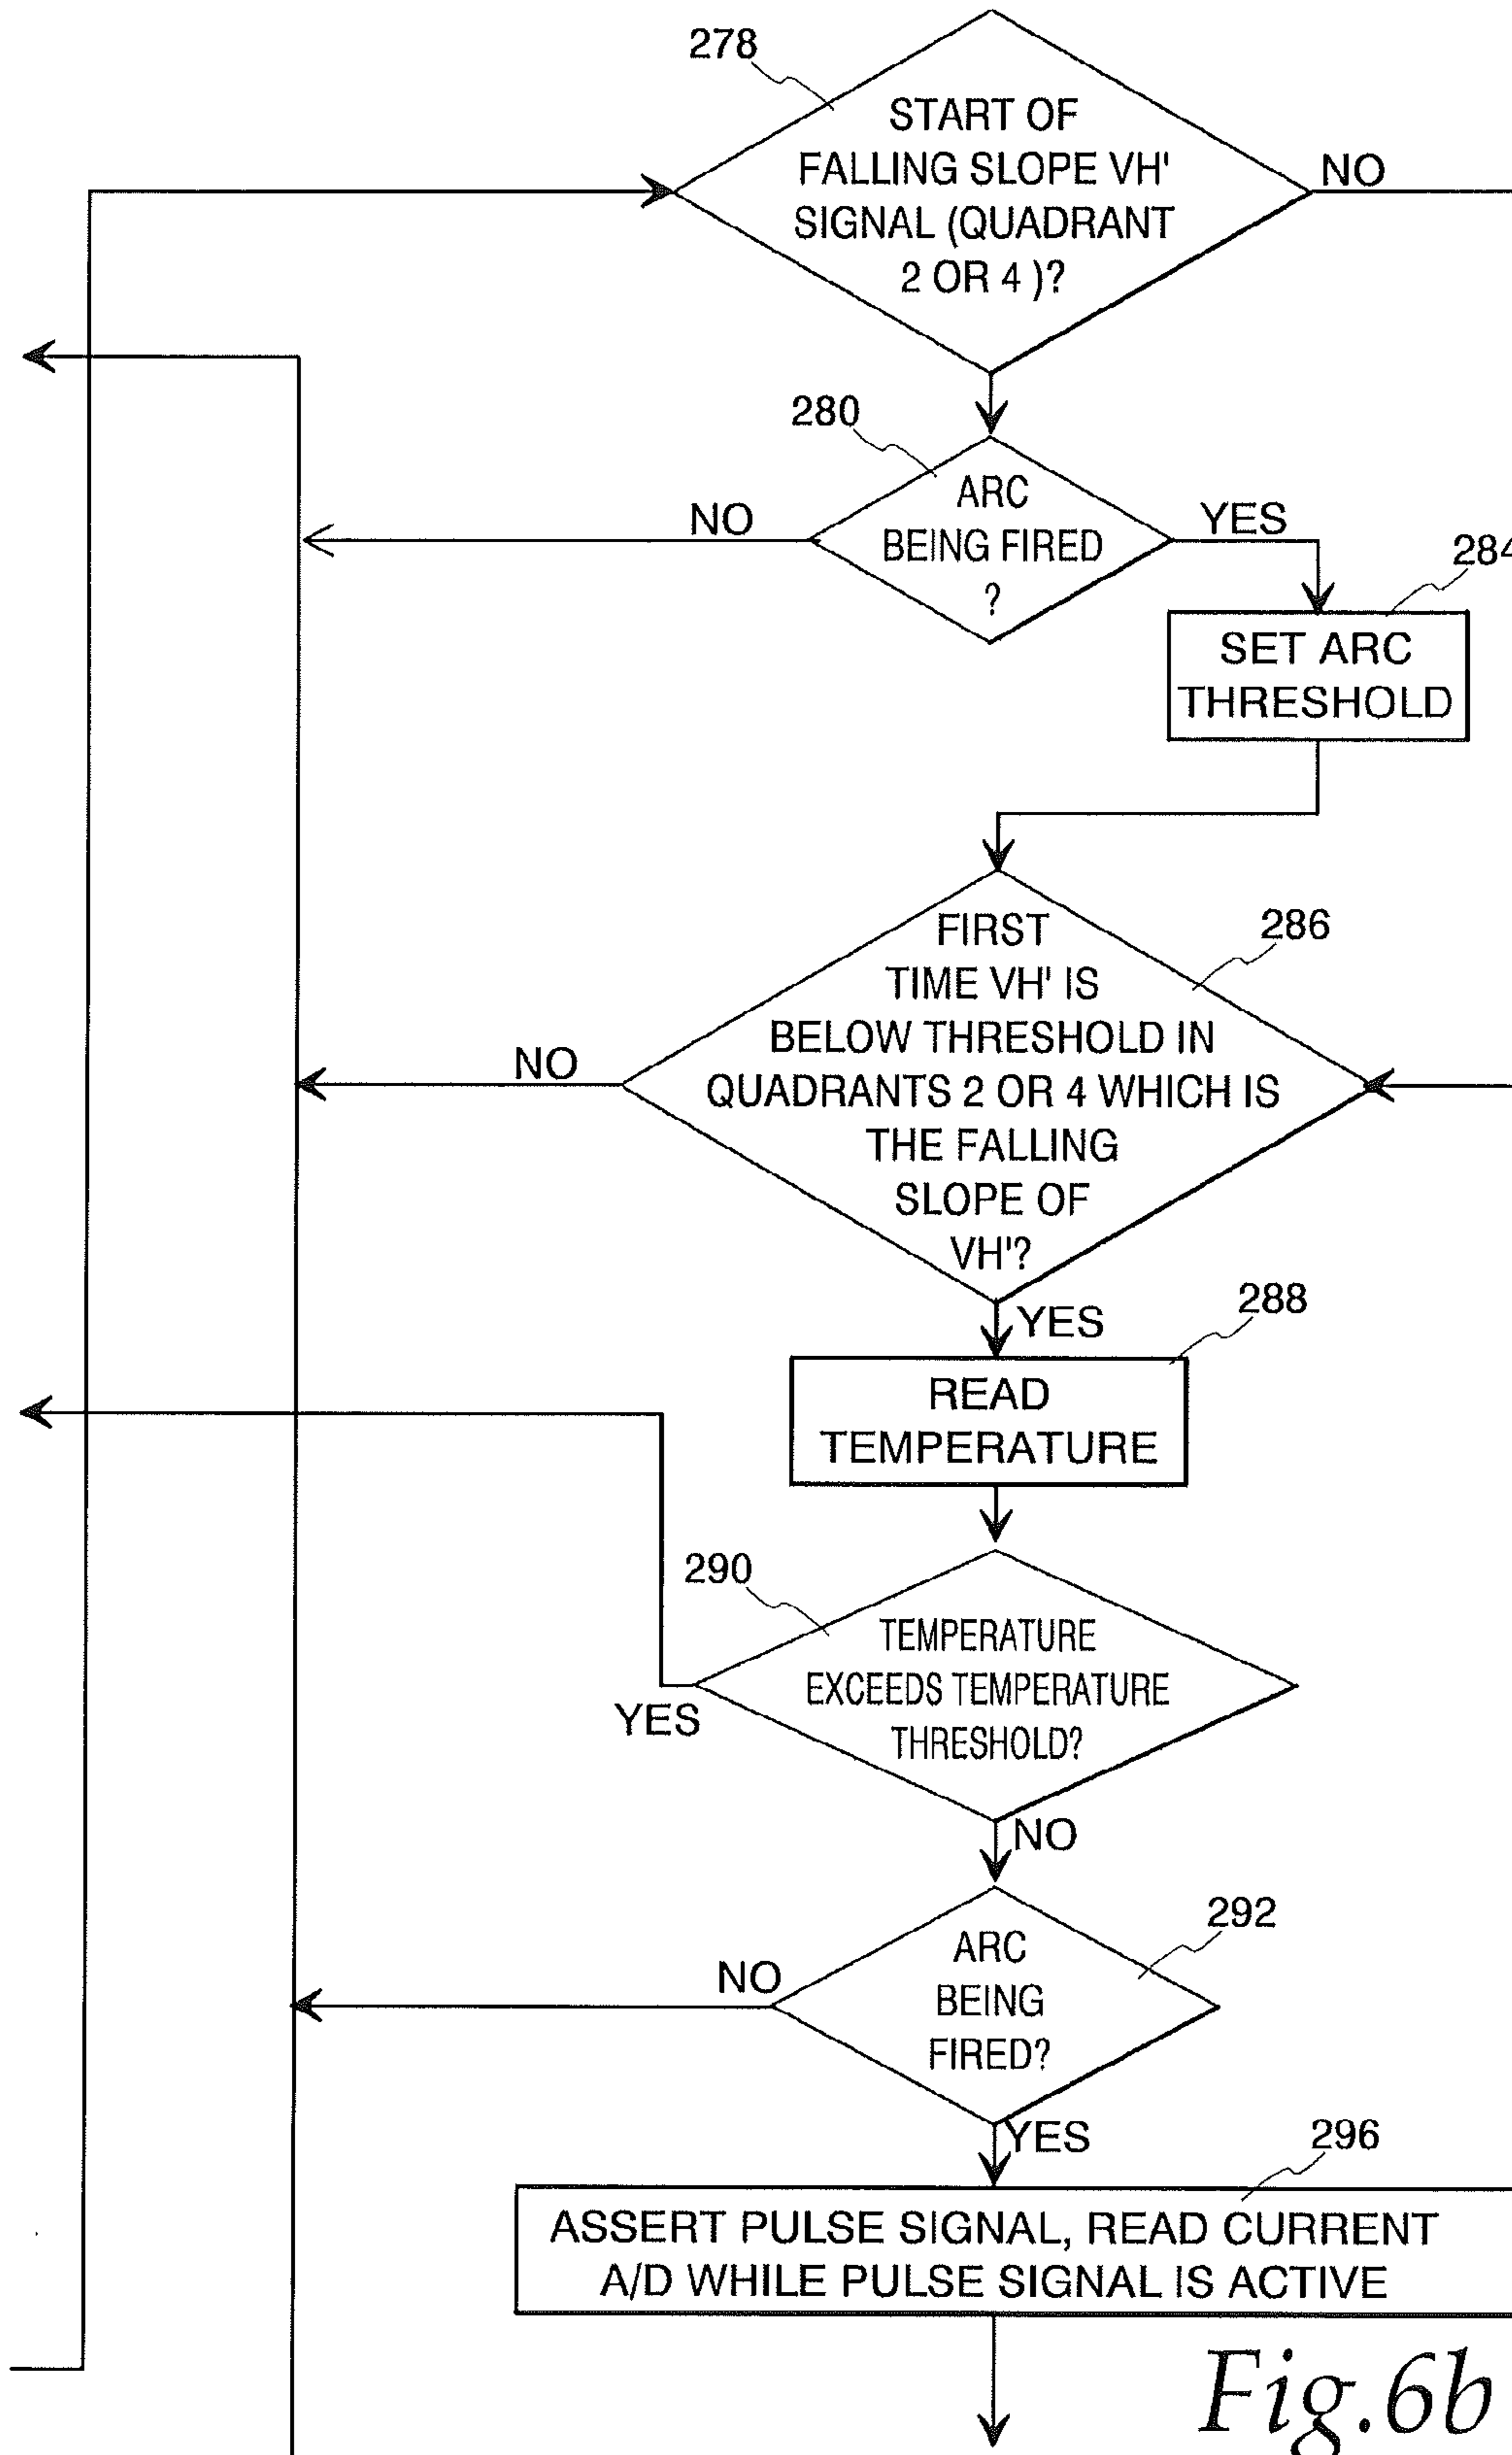 278
START OF
FALLING SLOPE VH'
SIGNAL (QUADRANT
2 OR 4 )?
NO
280
ARC
BEING FIRED
?
NO
YES
284
SET ARC
THRESHOLD
FIRST
TIME VH' IS
BELOW THRESHOLD IN
QUADRANTS 2 OR 4 WHICH IS
THE FALLING
SLOPE OF
VH'?
286
NO
YES
288
READ
TEMPERATURE
290
TEMPERATURE
EXCEEDS TEMPERATURE
THRESHOLD?
YES
NO
292
ARC
BEING
FIRED?
NO
YES
296
ASSERT PULSE SIGNAL, READ CURRENT
A/D WHILE PULSE SIGNAL IS ACTIVE
Fig.6b